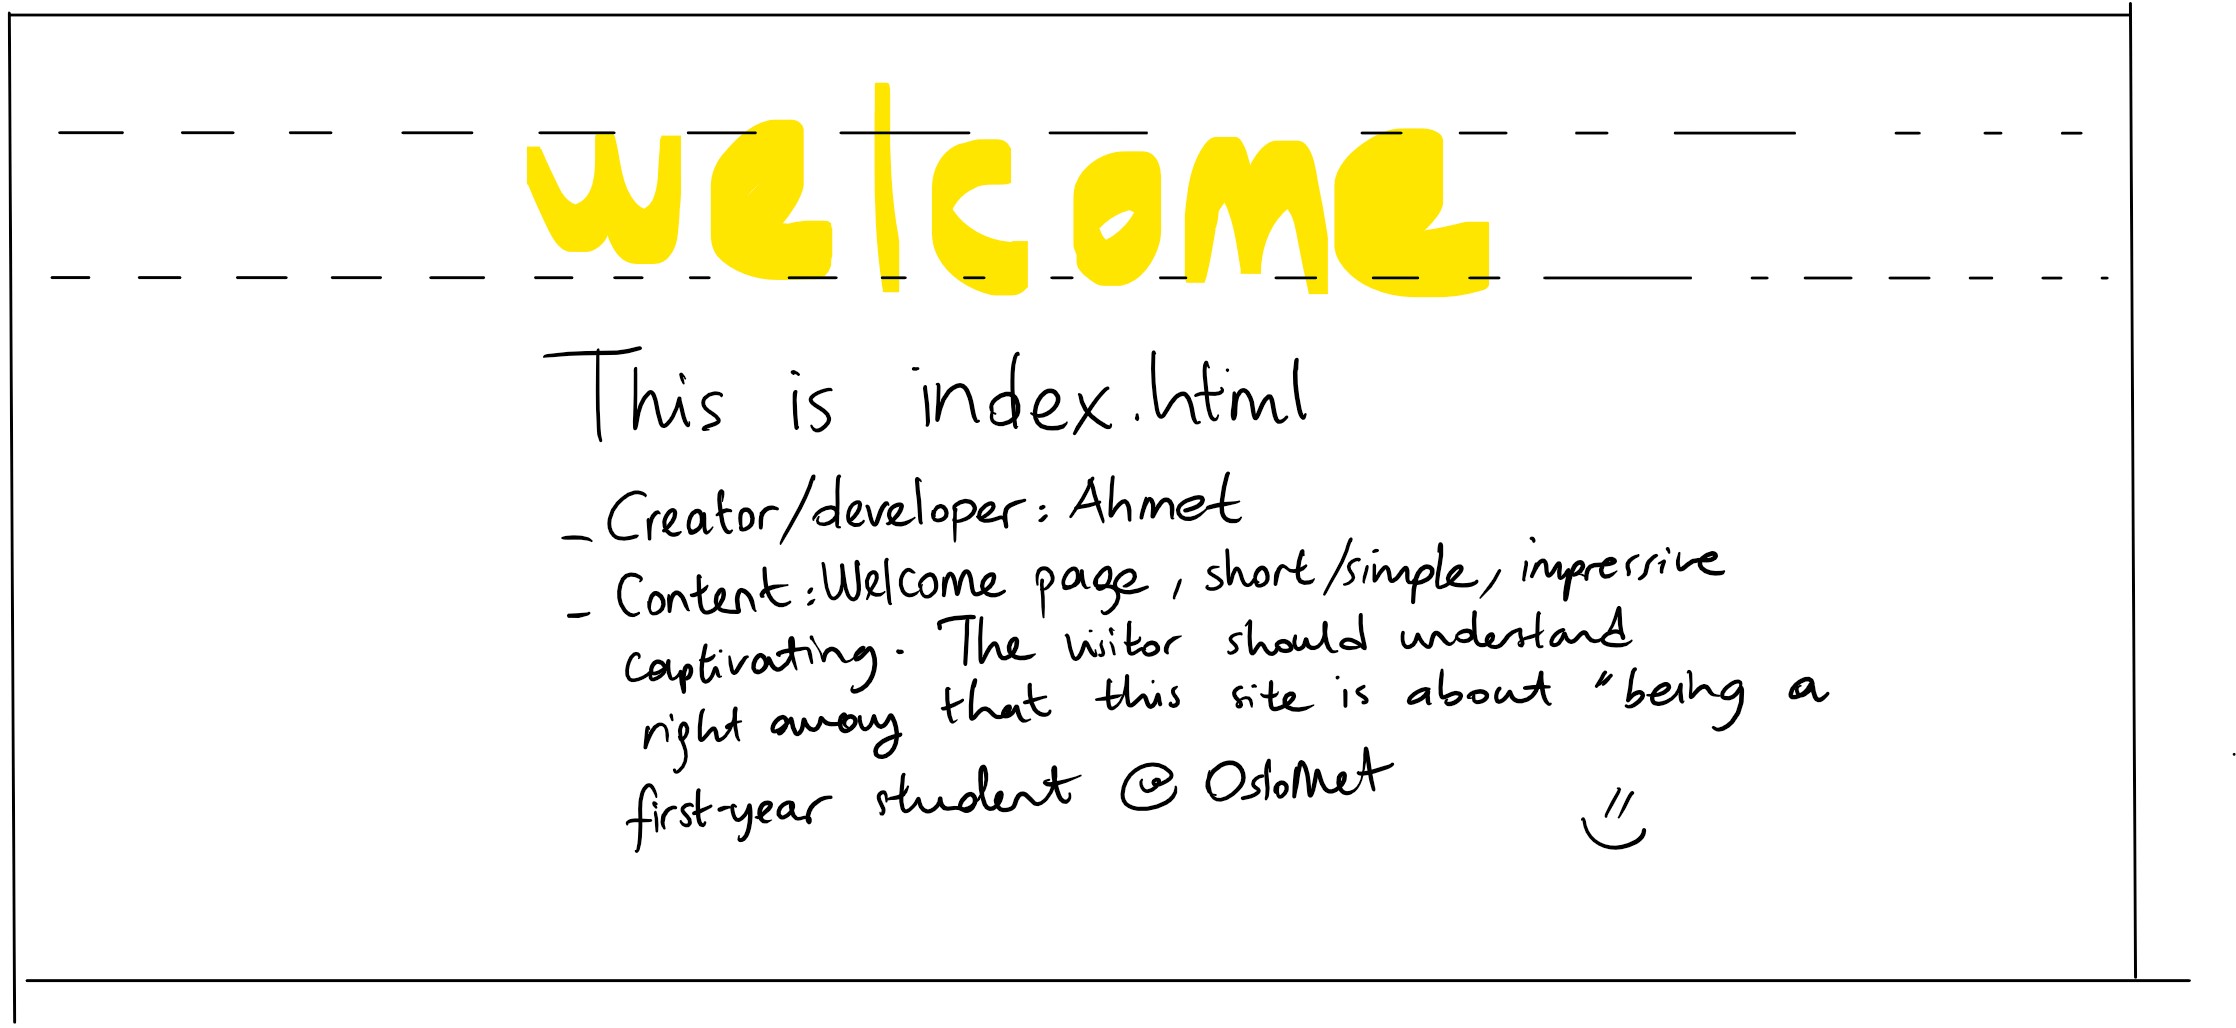 welcome
This is index.html
- Creator/developer: Ahmet
- Content: Welcome page, short/simple, impressive
captivating. The visitor should understand
right away that this site is about "being a
first-year student @ OsloMet